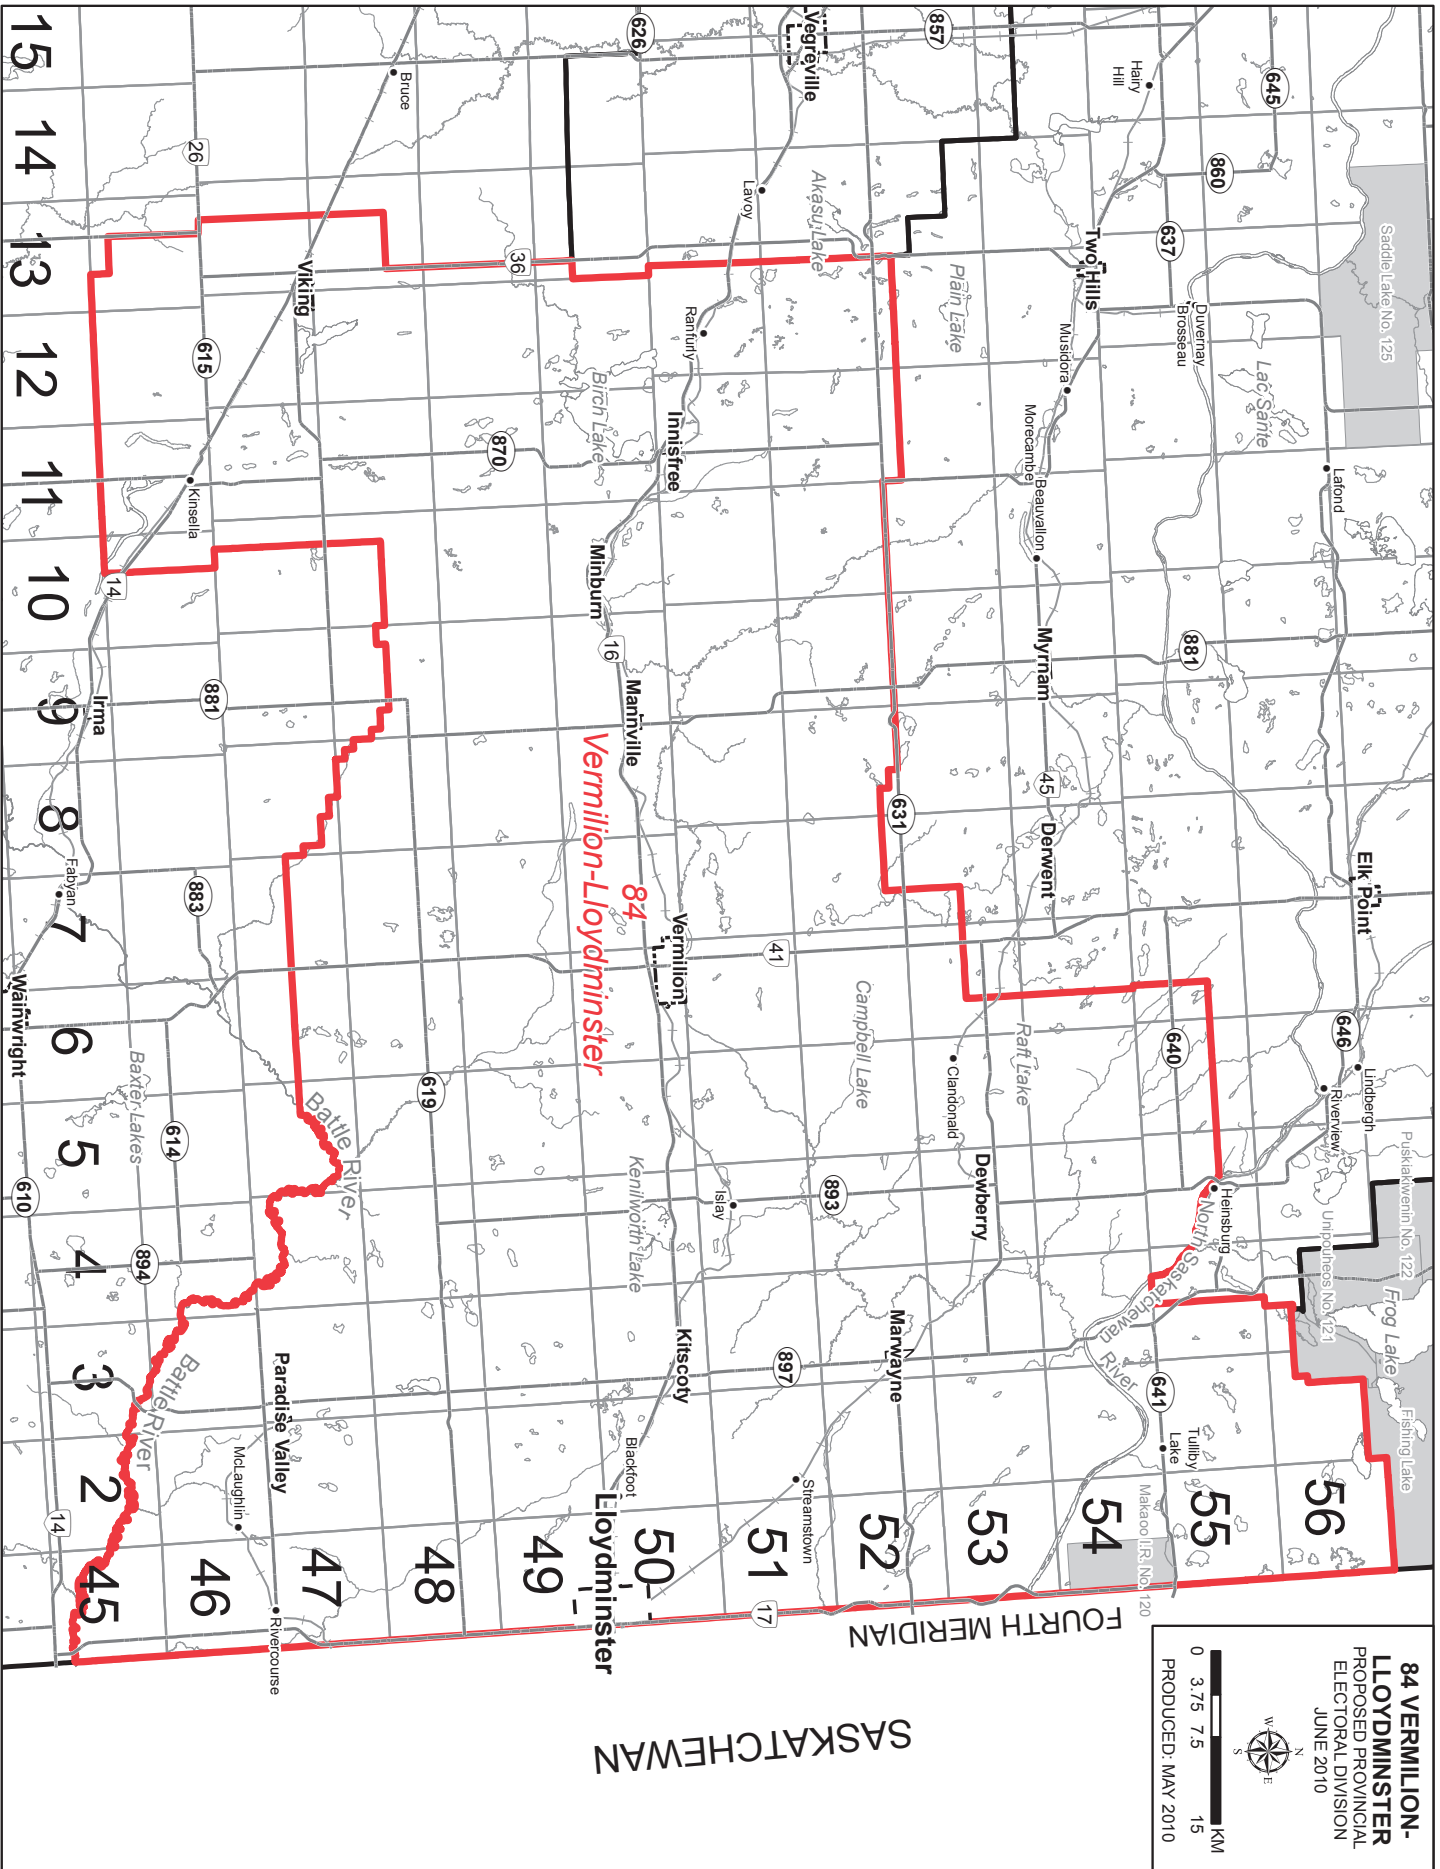 84 VERMILION-
LLOYDMINSTER
PROPOSED PROVINCIAL
ELECTORAL DIVISION
JUNE 2010
N
W
E
S
KM
0 3.75 7.5 15
PRODUCED: MAY 2010
Saddle Lake No. 125
Puskiakiwenin No. 122
Unipouheos No. 121
Frog Lake
Fishing Lake
645
Lafond
Elk Point
646
Lindbergh
Riverview
56
Lac Sante
Duvernay
Brosseau
860
637
881
640
Heinsburg
North Saskatchewan
River
641
Tulliby
Lake
55
Makaoo I.R. No. 120
54
Hairy
Hill
Two Hills
Musidora
Morecambe
Beauvallon
Myrnam
45
Derwent
Raft Lake
Clandonald
Dewberry
53
857
Plain Lake
631
Campbell Lake
Marwayne
52
Vegreville
Akasu Lake
Lavoy
41
893
897
Streamstown
51
FOURTH MERIDIAN
SASKATCHEWAN
17
626
Ranfurly
Innisfree
Birch Lake
Minburn
16
Mannville
84
Vermilion-Lloydminster
Vermilion
Islay
Kenilworth Lake
Kitscoty
Blackfoot
Lloydminster
50
49
36
870
48
619
Bruce
Viking
47
Battle River
Paradise Valley
McLaughlin
Rivercourse
46
26
615
Kinsella
881
883
614
894
Baxter Lakes
Battle River
45
14
Irma
Fabyan
Wainwright
610
14
15
14
13
12
11
10
9
8
7
6
5
4
3
2